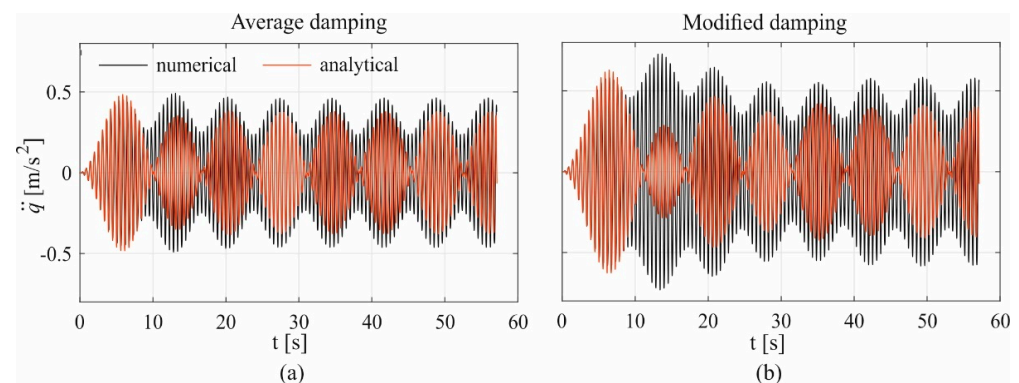 Average damping
Modified damping
numerical
analytical
0.5
0
-0.5
q̈ [m/s²]
0 10 20 30 40 50 60
0 10 20 30 40 50 60
t [s]
t [s]
(a)
(b)